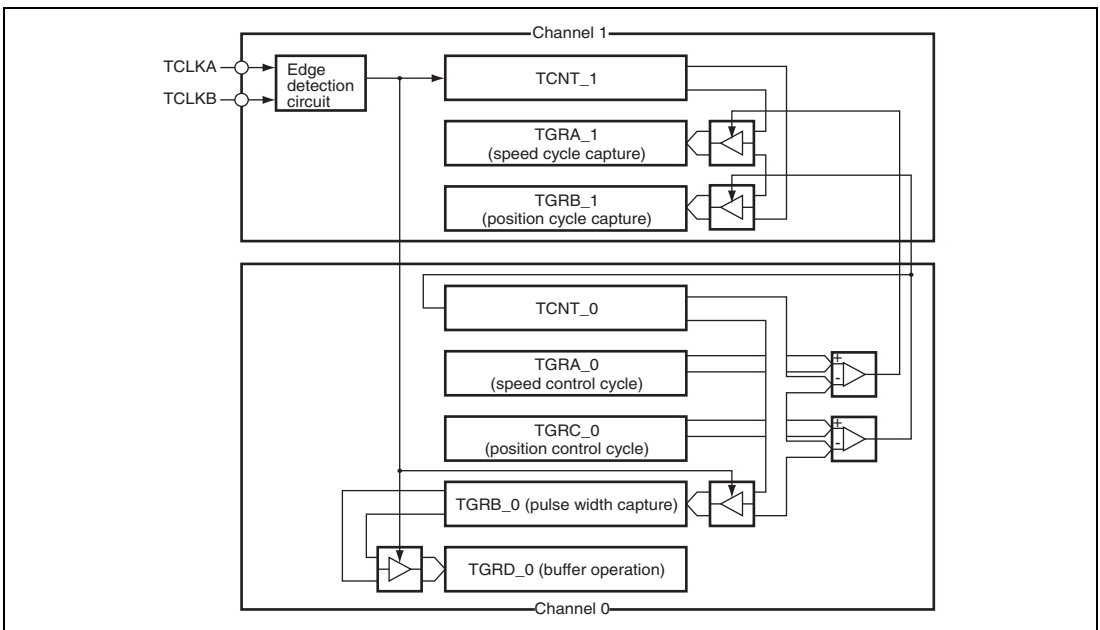 Channel 1
TCLKA
TCLKB
Edge
detection
circuit
TCNT_1
TGRA_1
(speed cycle capture)
TGRB_1
(position cycle capture)
TCNT_0
TGRA_0
(speed control cycle)
+
-
TGRC_0
(position control cycle)
+
-
TGRB_0 (pulse width capture)
TGRD_0 (buffer operation)
Channel 0